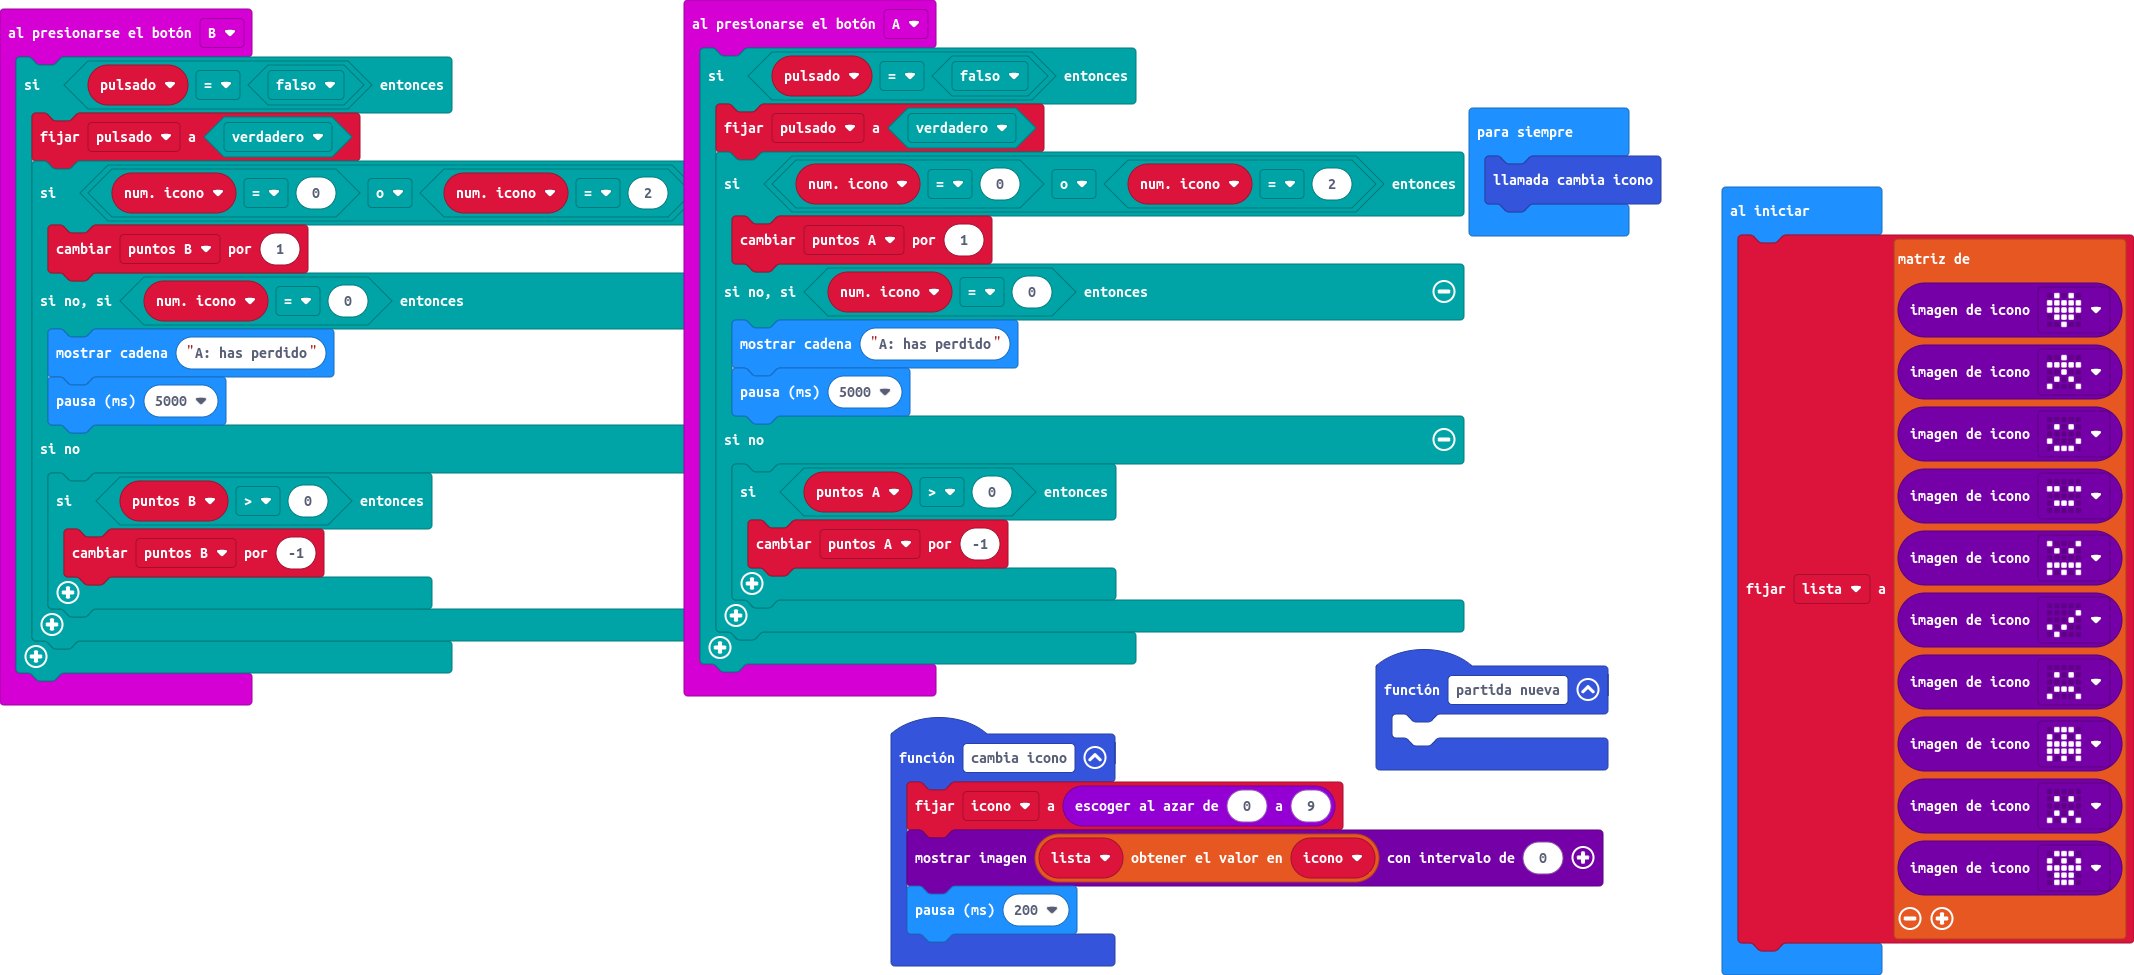 al presionarse el botón B
si pulsado = falso entonces
fijar pulsado a verdadero
si num. icono = 0 o num. icono = 2
cambiar puntos B por 1
si no, si num. icono = 0 entonces
mostrar cadena "A: has perdido"
pausa (ms) 5000
si no
si puntos B > 0 entonces
cambiar puntos B por -1
al presionarse el botón A
si pulsado = falso entonces
fijar pulsado a verdadero
si num. icono = 0 o num. icono = 2 entonces
cambiar puntos A por 1
si no, si num. icono = 0 entonces
mostrar cadena "A: has perdido"
pausa (ms) 5000
si no
si puntos A > 0 entonces
cambiar puntos A por -1
para siempre
llamada cambia icono
función partida nueva
función cambia icono
fijar icono a escoger al azar de 0 a 9
mostrar imagen lista obtener el valor en icono con intervalo de 0
pausa (ms) 200
al iniciar
fijar lista a
matriz de
imagen de icono
imagen de icono
imagen de icono
imagen de icono
imagen de icono
imagen de icono
imagen de icono
imagen de icono
imagen de icono
imagen de icono